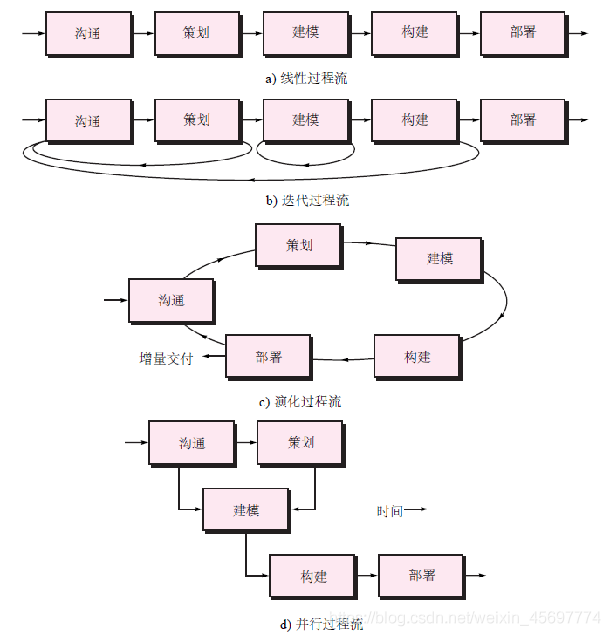 沟通 策划 建模 构建 部署
a) 线性过程流
沟通 策划 建模 构建 部署
b) 迭代过程流
策划
建模
沟通
增量交付 部署 构建
c) 演化过程流
沟通 策划
建模 时间
构建 部署
d) 并行过程流
https://blog.csdn.net/weixin_45697774